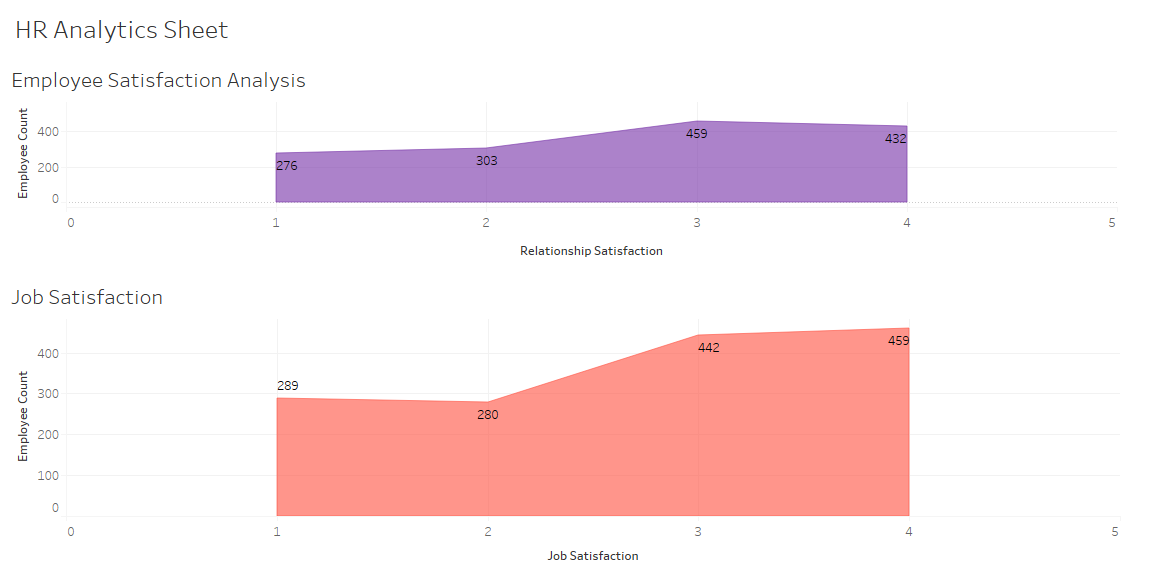 HR Analytics Sheet
Employee Satisfaction Analysis
Employee Count
400
200
0
276
303
459
432
0 1 2 3 4 5
Relationship Satisfaction
Job Satisfaction
Employee Count
400
300
200
100
0
289
280
442
459
0 1 2 3 4 5
Job Satisfaction